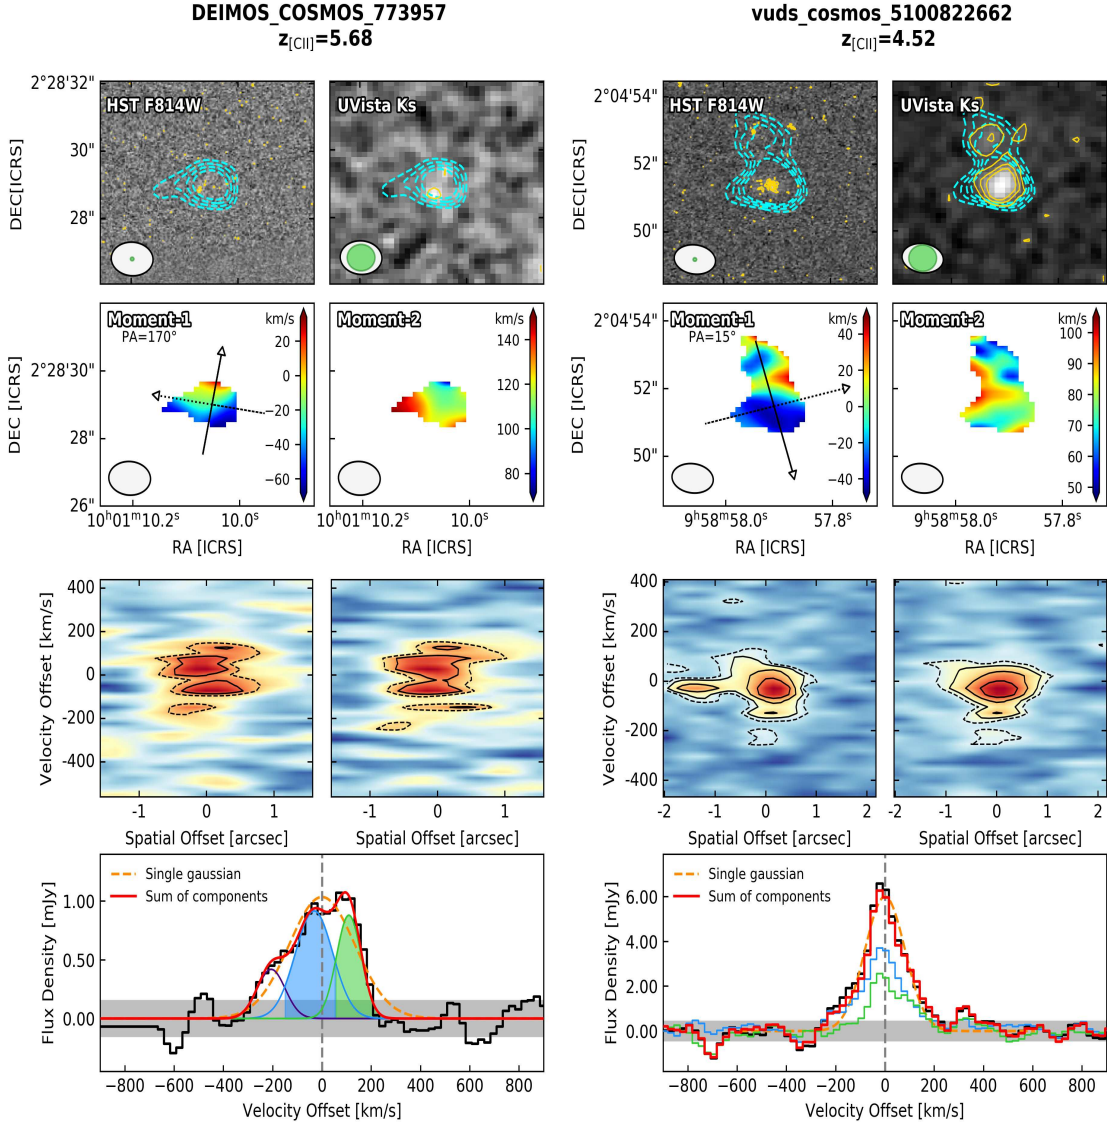 DEIMOS_COSMOS_773957
z[CII]=5.68
vuds_cosmos_5100822662
z[CII]=4.52
2°28'32"
30"
28"
DEC[ICRS]
HST F814W
UVista Ks
2°04'54"
52"
50"
DEC[ICRS]
HST F814W
UVista Ks
2°28'30"
28"
26"
DEC [ICRS]
Moment-1
PA=170°
km/s
20
0
−20
−40
−60
Moment-2
km/s
140
120
100
80
10h01m10.2s
10.0s
RA [ICRS]
10h01m10.2s
10.0s
RA [ICRS]
2°04'54"
52"
50"
DEC [ICRS]
Moment-1
PA=15°
km/s
40
20
0
−20
−40
Moment-2
km/s
100
90
80
70
60
50
9h58m58.0s
57.8s
RA [ICRS]
9h58m58.0s
57.8s
RA [ICRS]
400
200
0
-200
-400
Velocity Offset [km/s]
-1
0
1
Spatial Offset [arcsec]
-1
0
1
Spatial Offset [arcsec]
400
200
0
-200
-400
Velocity Offset [km/s]
-2
-1
0
1
2
Spatial Offset [arcsec]
-2
-1
0
1
2
Spatial Offset [arcsec]
Single gaussian
Sum of components
1.00
0.50
0.00
Flux Density [mJy]
−800
−600
−400
−200
0
200
400
600
800
Velocity Offset [km/s]
Single gaussian
Sum of components
6.00
4.00
2.00
0.00
Flux Density [mJy]
−800
−600
−400
−200
0
200
400
600
800
Velocity Offset [km/s]